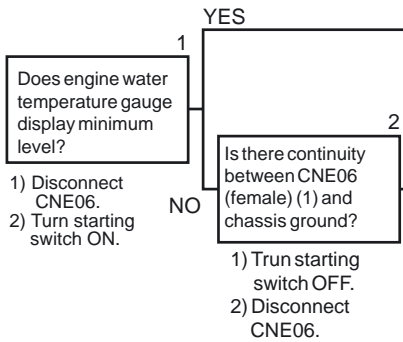 YES
1
Does engine water
temperature gauge
display minimum
level?
1) Disconnect
CNE06.
2) Turn starting
switch ON.
NO
2
Is there continuity
between CNE06
(female) (1) and
chassis ground?
1) Trun starting
switch OFF.
2) Disconnect
CNE06.